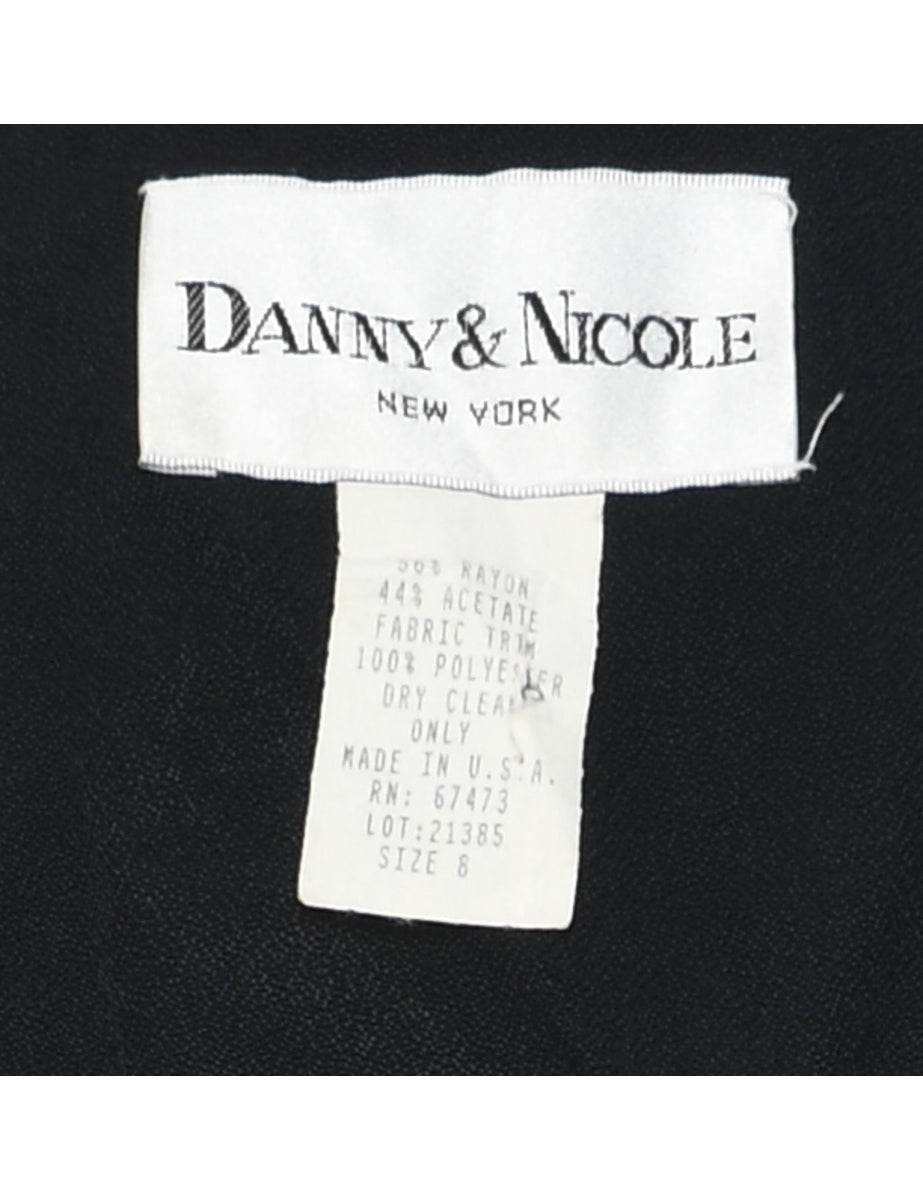 DANNY & NICOLE
NEW YORK
56% RAYON
44% ACETATE
FABRIC TRIM
100% POLYESTER
DRY CLEAN
ONLY
MADE IN U.S.A.
RN: 67473
LOT:21385
SIZE 8